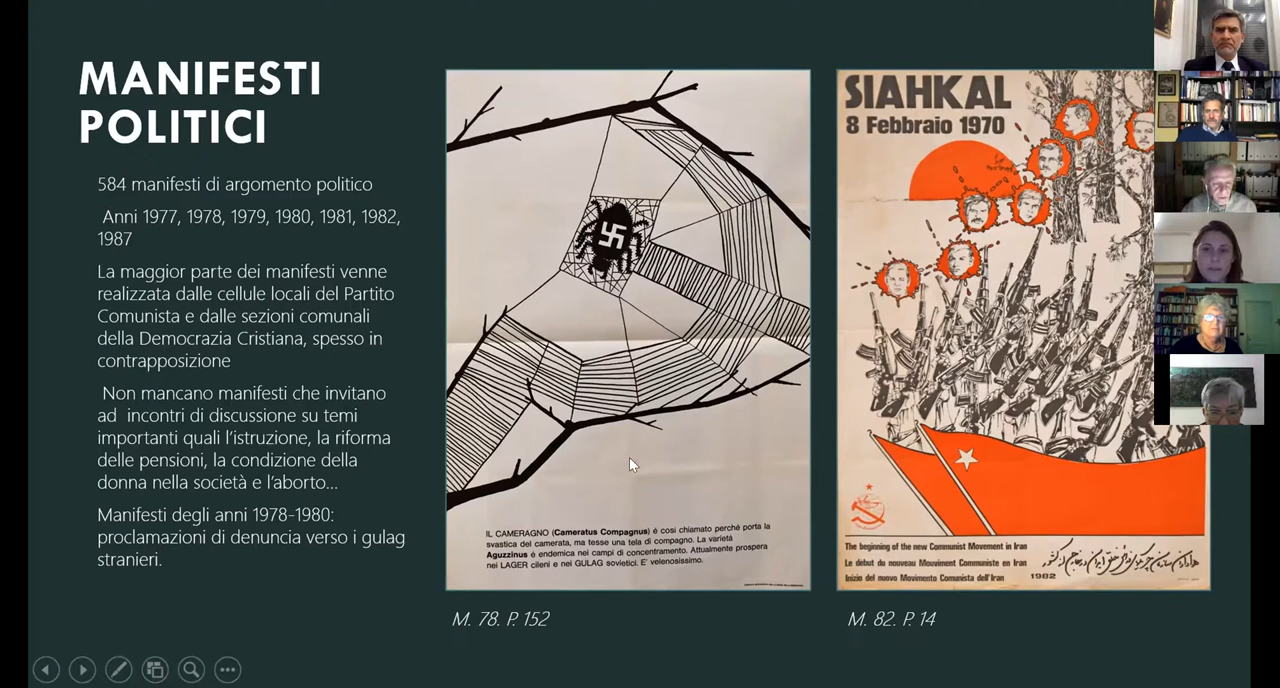 MANIFESTI
POLITICI
584 manifesti di argomento politico
Anni 1977, 1978, 1979, 1980, 1981, 1982,
1987
La maggior parte dei manifesti venne
realizzata dalle cellule locali del Partito
Comunista e dalle sezioni comunali
della Democrazia Cristiana, spesso in
contrapposizione
Non mancano manifesti che invitano
ad incontri di discussione su temi
importanti quali l'istruzione, la riforma
delle pensioni, la condizione della
donna nella società e l'aborto...
Manifesti degli anni 1978-1980:
proclamazioni di denuncia verso i gulag
stranieri.
IL CAMERAGNO (Cameratus Compagnus) è così chiamato perché porta la
svastica del camerata, ma tesse una tela di compagno. La varietà
Aguzzinus è endemica nei campi di concentramento. Attualmente prospera
nei LAGER cileni e nei GULAG sovietici. E' velenosissimo.
M. 78. P. 152
SIAHKAL
8 Febbraio 1970
The beginning of the new Communist Movement in Iran
Le début du nouveau Mouviment Communiste en Iran
Inizio del nuovo Movimento Comunista dell'Iran
1982
M. 82. P. 14